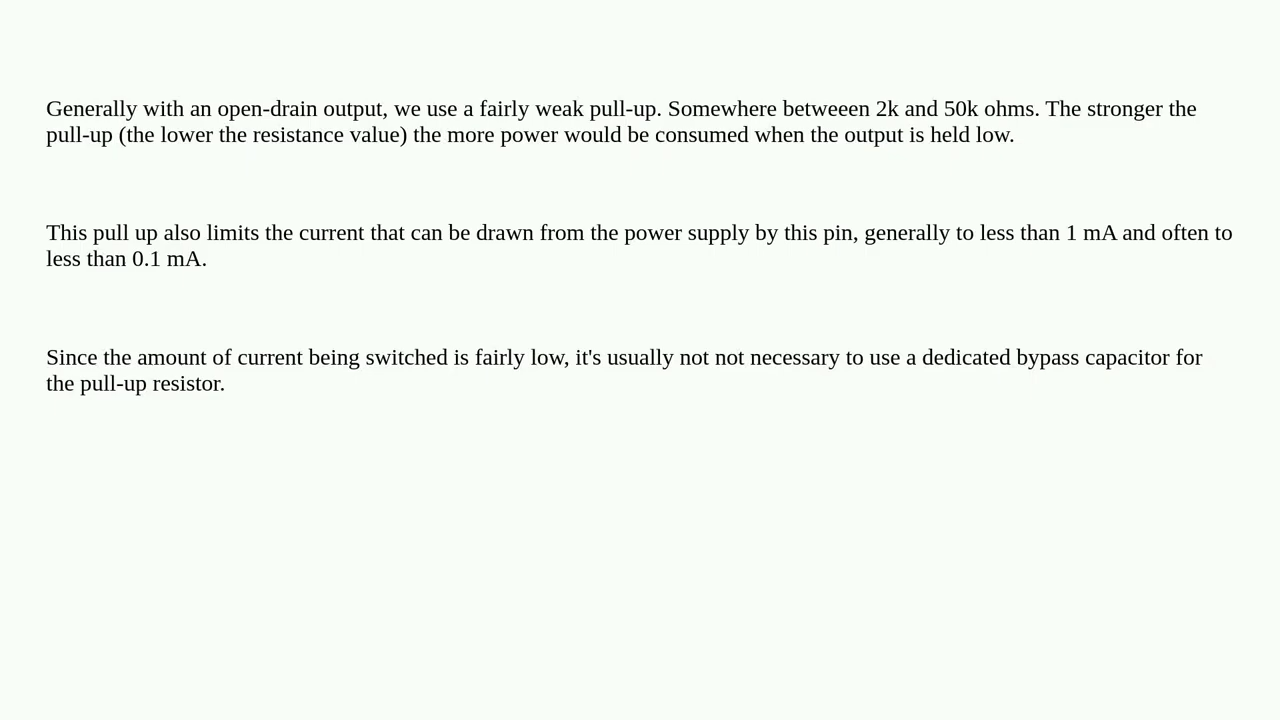 Generally with an open-drain output, we use a fairly weak pull-up. Somewhere betweeen 2k and 50k ohms. The stronger the
pull-up (the lower the resistance value) the more power would be consumed when the output is held low.
This pull up also limits the current that can be drawn from the power supply by this pin, generally to less than 1 mA and often to
less than 0.1 mA.
Since the amount of current being switched is fairly low, it's usually not not necessary to use a dedicated bypass capacitor for
the pull-up resistor.